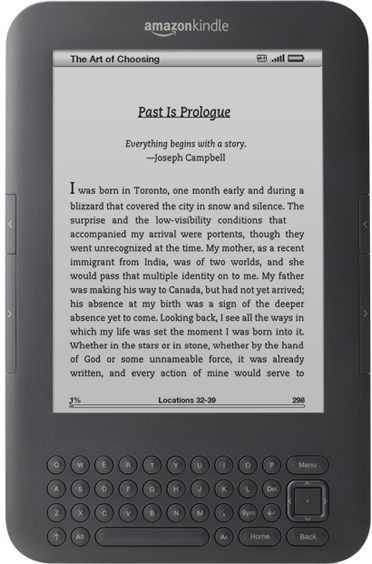 amazonkindle
The Art of Choosing
Past Is Prologue
Everything begins with a story.
—Joseph Campbell
I was born in Toronto, one month early and during a
blizzard that covered the city in snow and silence. The
surprise and the low-visibility conditions that
accompanied my arrival were portents, though they
went unrecognized at the time. My mother, as a recent
immigrant from India, was of two worlds, and she
would pass that multiple identity on to me. My father
was making his way to Canada, but had not yet arrived;
his absence at my birth was a sign of the deeper
absence yet to come. Looking back, I see all the ways in
which my life was set the moment I was born into it.
Whether in the stars or in stone, whether by the hand
of God or some unnameable force, it was already
written, and every action of mine would serve to
1% Locations 32-39 298
Q W E R T Y U I O P Menu
A S D F G H J K L Del
Z X C V B N M . Sym
Alt Aa Home Back